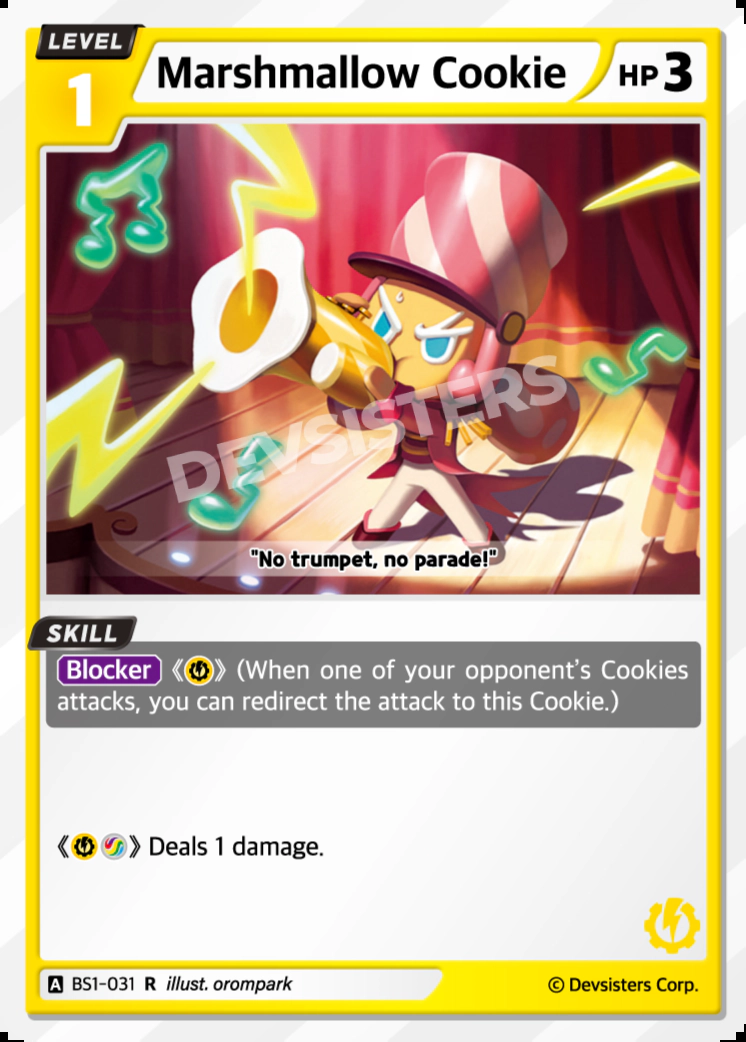 LEVEL
1
Marshmallow Cookie
HP 3
DEVSISTERS
"No trumpet, no parade!"
SKILL
Blocker 《 》 (When one of your opponent's Cookies
attacks, you can redirect the attack to this Cookie.)
《 》 Deals 1 damage.
A BS1-031 R illust. orompark
© Devsisters Corp.